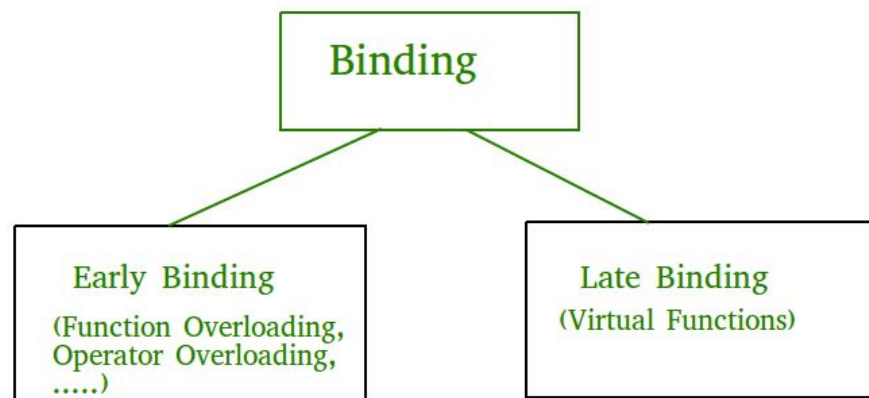 Binding
Early Binding
(Function Overloading,
Operator Overloading,
.....)
Late Binding
(Virtual Functions)